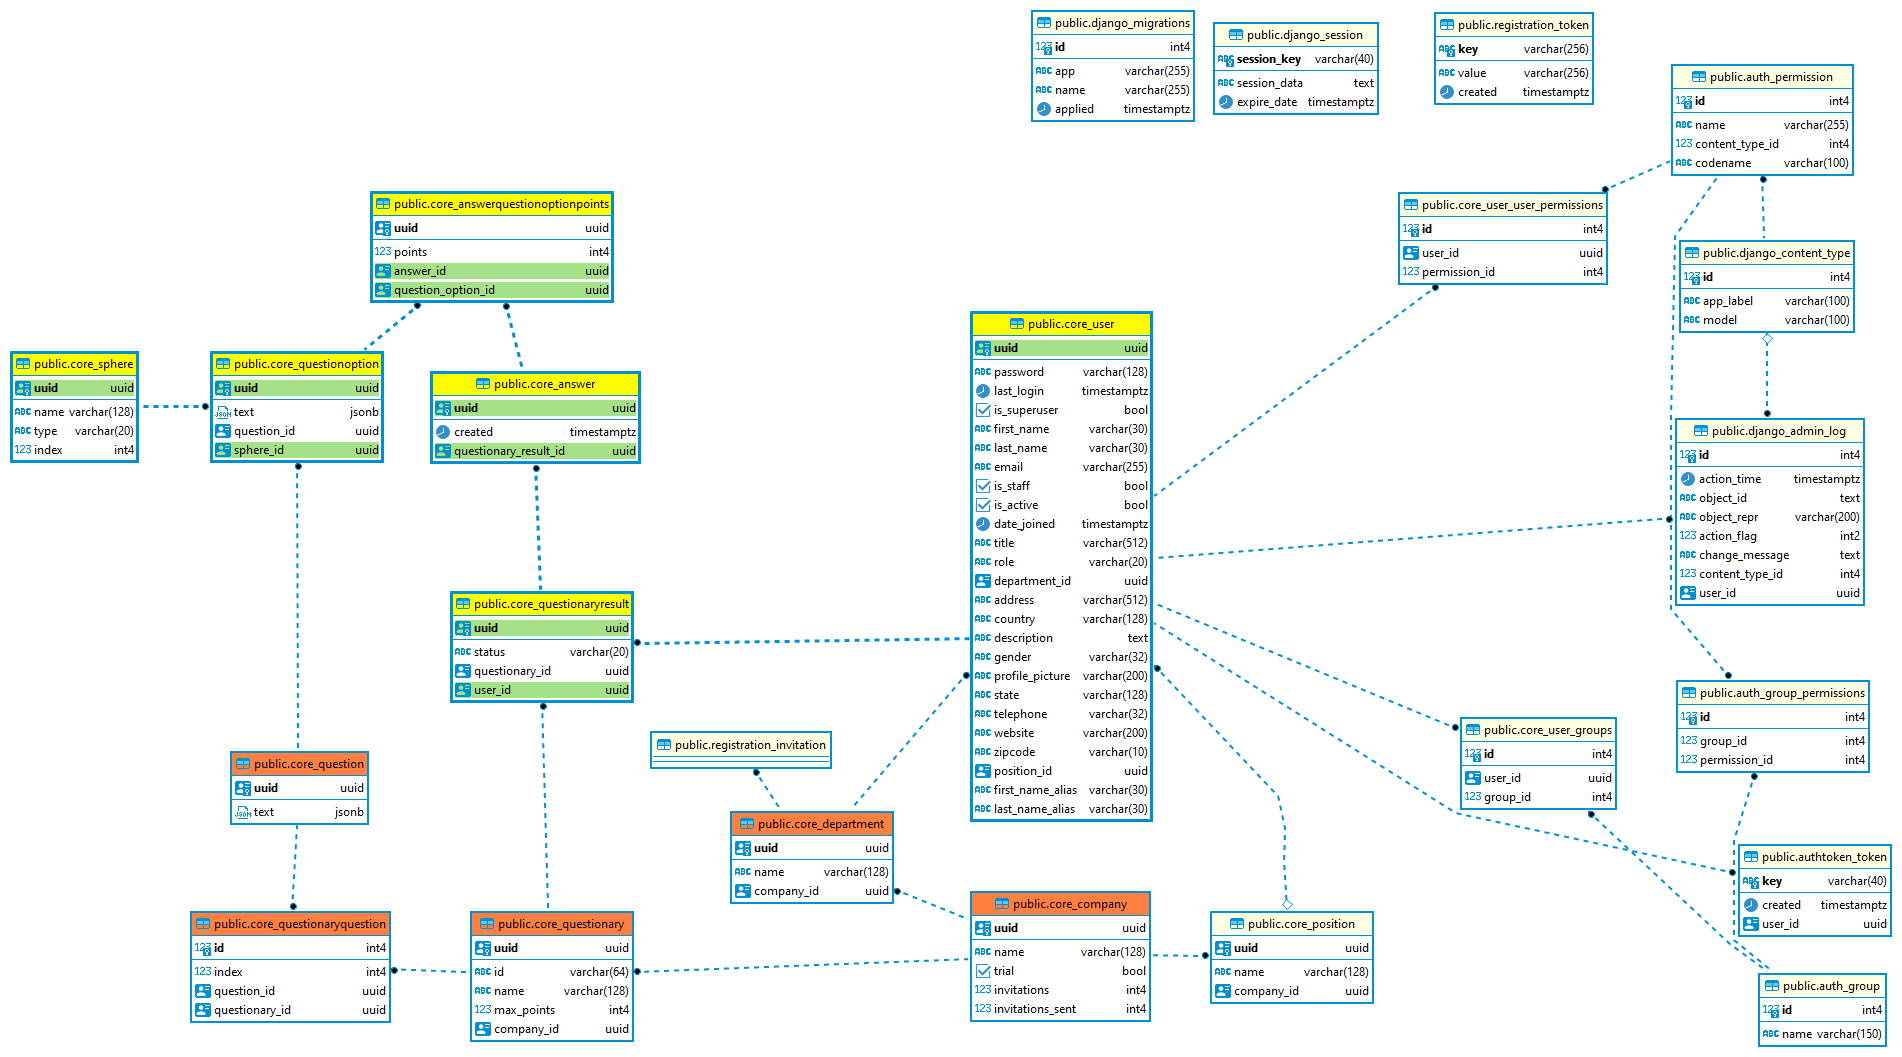 public.django_migrations
id int4
app varchar(255)
name varchar(255)
applied timestamptz
public.django_session
session_key varchar(40)
session_data text
expire_date timestamptz
public.registration_token
key varchar(256)
value varchar(256)
created timestamptz
public.auth_permission
id int4
name varchar(255)
content_type_id int4
codename varchar(100)
public.core_answerquestionoptionpoints
uuid uuid
points int4
answer_id uuid
question_option_id uuid
public.core_user_user_permissions
id int4
user_id uuid
permission_id int4
public.django_content_type
id int4
app_label varchar(100)
model varchar(100)
public.core_sphere
uuid uuid
name varchar(128)
type varchar(20)
index int4
public.core_questionoption
uuid uuid
text jsonb
question_id uuid
sphere_id uuid
public.core_answer
uuid uuid
created timestamptz
questionary_result_id uuid
public.core_user
uuid uuid
password varchar(128)
last_login timestamptz
is_superuser bool
first_name varchar(30)
last_name varchar(30)
email varchar(255)
is_staff bool
is_active bool
date_joined timestamptz
title varchar(512)
role varchar(20)
department_id uuid
address varchar(512)
country varchar(128)
description text
gender varchar(32)
profile_picture varchar(200)
state varchar(128)
telephone varchar(32)
website varchar(200)
zipcode varchar(10)
position_id uuid
first_name_alias varchar(30)
last_name_alias varchar(30)
public.django_admin_log
id int4
action_time timestamptz
object_id text
object_repr varchar(200)
action_flag int2
change_message text
content_type_id int4
user_id uuid
public.core_questionaryresult
uuid uuid
status varchar(20)
questionary_id uuid
user_id uuid
public.auth_group_permissions
id int4
group_id int4
permission_id int4
public.registration_invitation
public.core_user_groups
id int4
user_id uuid
group_id int4
public.core_question
uuid uuid
text jsonb
public.core_department
uuid uuid
name varchar(128)
company_id uuid
public.authtoken_token
key varchar(40)
created timestamptz
user_id uuid
public.core_questionaryquestion
id int4
index int4
question_id uuid
questionary_id uuid
public.core_questionary
uuid uuid
id varchar(64)
name varchar(128)
max_points int4
company_id uuid
public.core_company
uuid uuid
name varchar(128)
trial bool
invitations int4
invitations_sent int4
public.core_position
uuid uuid
name varchar(128)
company_id uuid
public.auth_group
id int4
name varchar(150)